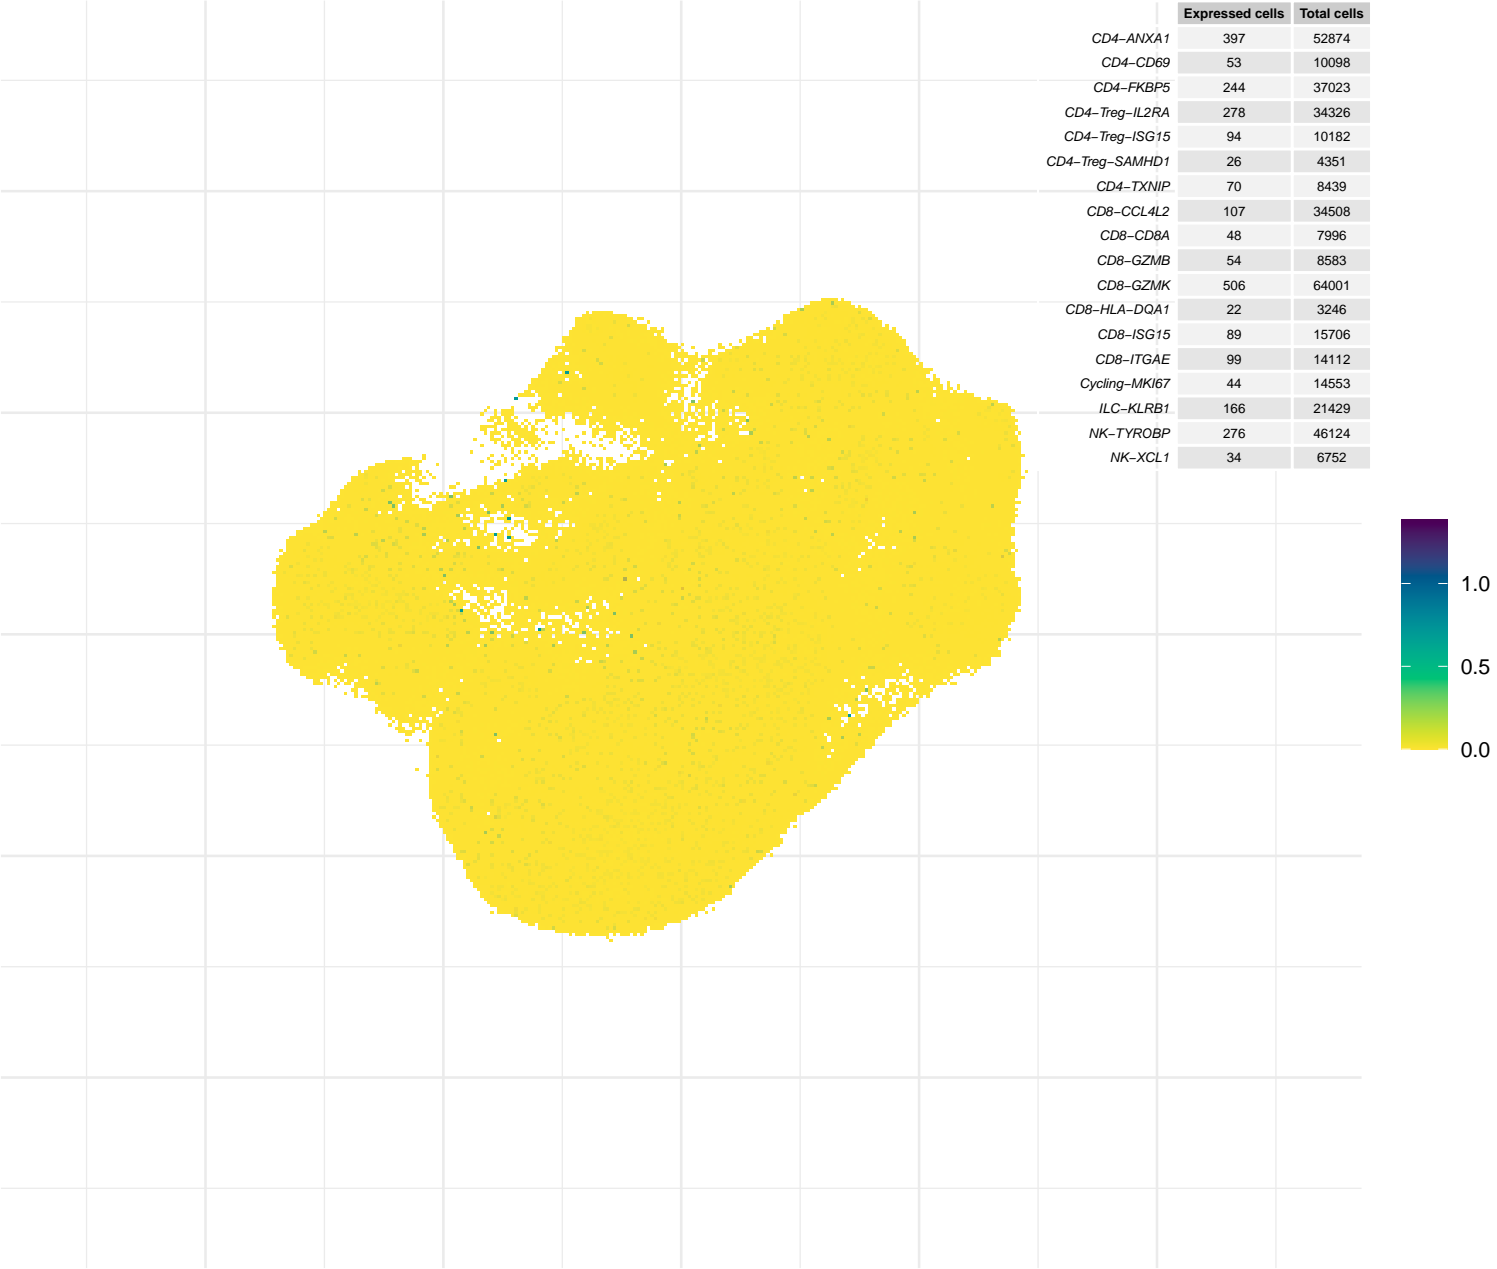 Expressed cells Total cells
CD4−ANXA1 397 52874
CD4−CD69 53 10098
CD4−FKBP5 244 37023
CD4−Treg−IL2RA 278 34326
CD4−Treg−ISG15 94 10182
CD4−Treg−SAMHD1 26 4351
CD4−TXNIP 70 8439
CD8−CCL4L2 107 34508
CD8−CD8A 48 7996
CD8−GZMB 54 8583
CD8−GZMK 506 64001
CD8−HLA−DQA1 22 3246
CD8−ISG15 89 15706
CD8−ITGAE 99 14112
Cycling−MKI67 44 14553
ILC−KLRB1 166 21429
NK−TYROBP 276 46124
NK−XCL1 34 6752
1.0
0.5
0.0